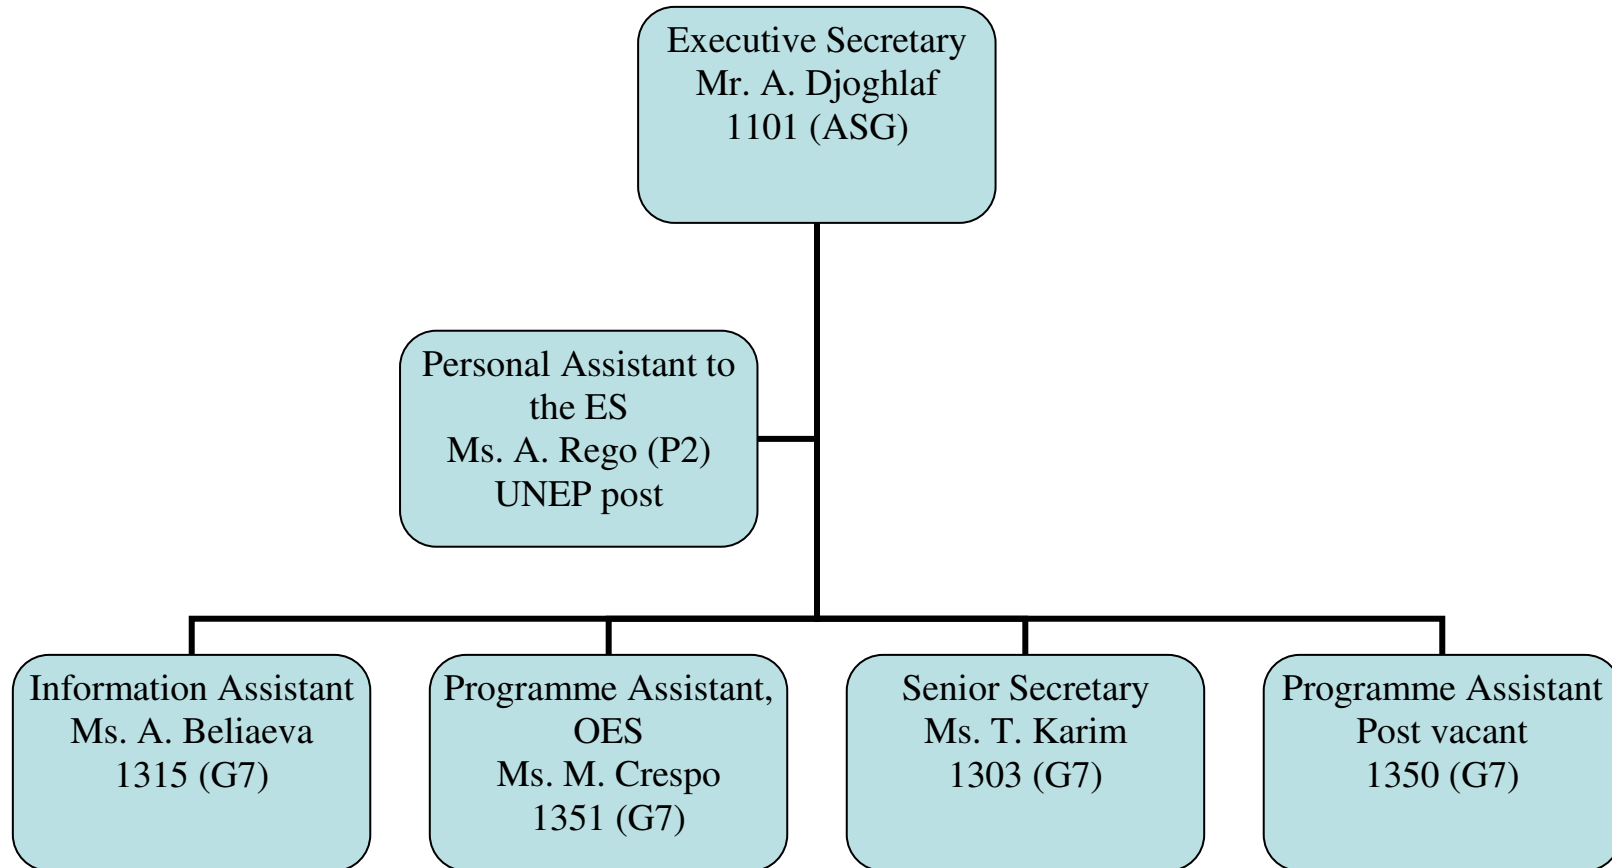 Executive Secretary
Mr. A. Djoghlaf
1101 (ASG)
Personal Assistant to
the ES
Ms. A. Rego (P2)
UNEP post
Information Assistant
Ms. A. Beliaeva
1315 (G7)
Programme Assistant,
OES
Ms. M. Crespo
1351 (G7)
Senior Secretary
Ms. T. Karim
1303 (G7)
Programme Assistant
Post vacant
1350 (G7)